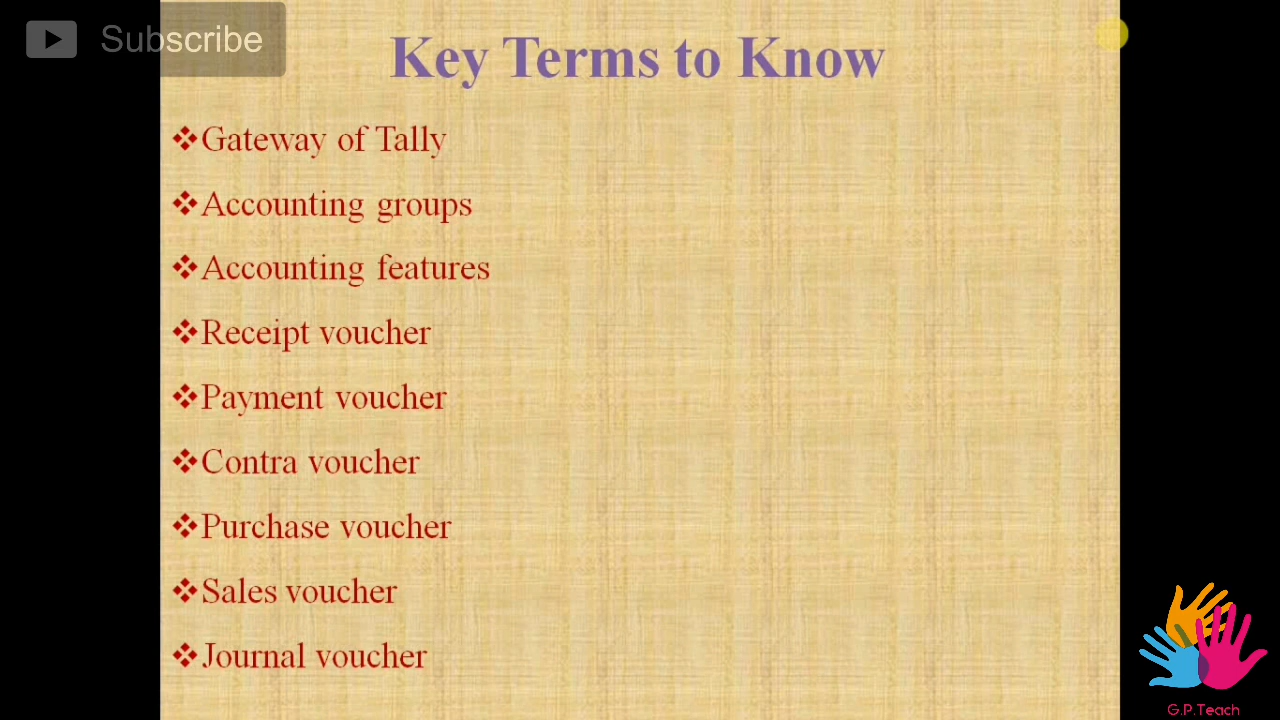 Subscribe
Key Terms to Know
❖Gateway of Tally
❖Accounting groups
❖Accounting features
❖Receipt voucher
❖Payment voucher
❖Contra voucher
❖Purchase voucher
❖Sales voucher
❖Journal voucher
G.P.Teach